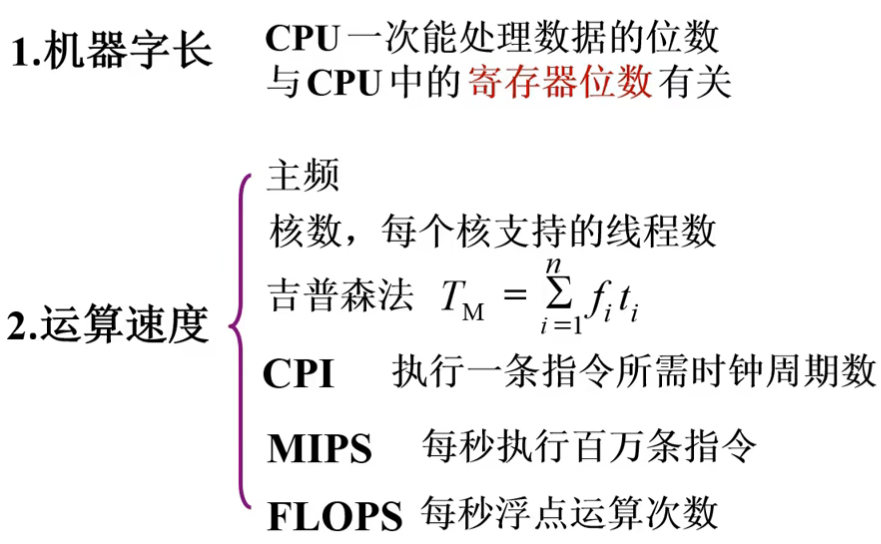 1.机器字长 CPU一次能处理数据的位数
与CPU中的寄存器位数有关
2.运算速度
主频
核数，每个核支持的线程数
吉普森法 T_M = \sum_{i=1}^{n} f_i t_i
CPI 执行一条指令所需时钟周期数
MIPS 每秒执行百万条指令
FLOPS 每秒浮点运算次数